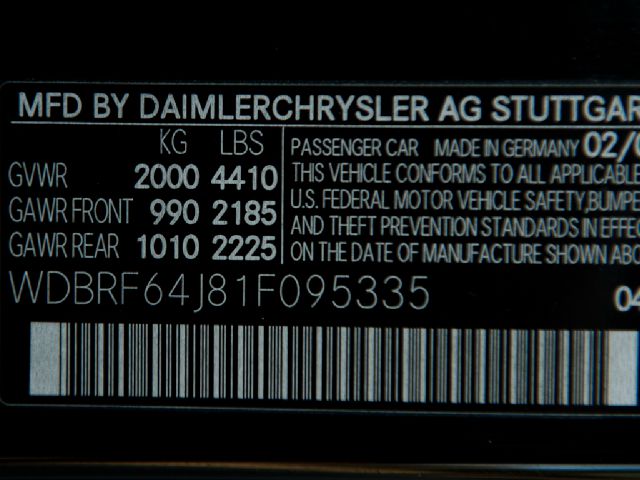 MFD BY DAIMLERCHRYSLER AG STUTTGAR
KG LBS
GVWR 2000 4410
GAWR FRONT 990 2185
GAWR REAR 1010 2225
PASSENGER CAR MADE IN GERMANY 02/0
THIS VEHICLE CONFORMS TO ALL APPLICABLE
U.S. FEDERAL MOTOR VEHICLE SAFETY, BUMPE
AND THEFT PREVENTION STANDARDS IN EFFE
ON THE DATE OF MANUFACTURE SHOWN ABO
WDBRF64J81F095335
04